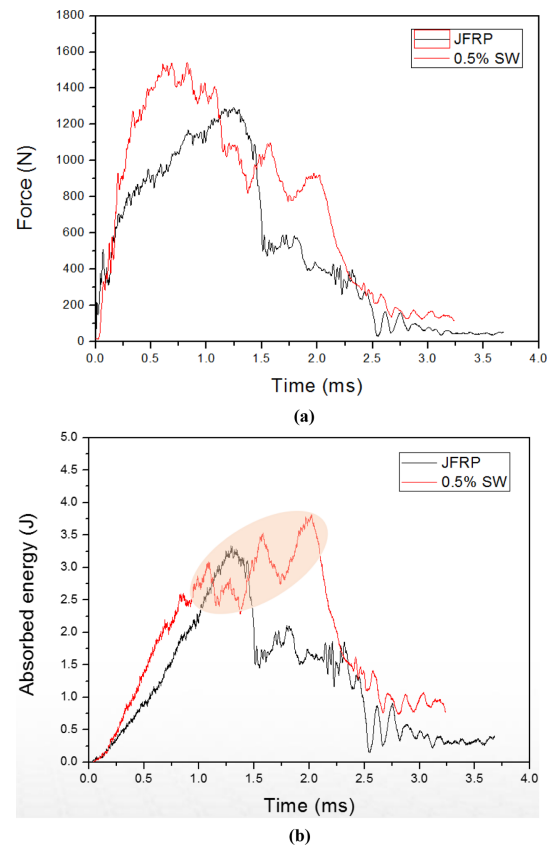 1800
1600
1400
1200
1000
800
600
400
200
0
Force (N)
JFRP
0.5% SW
0.0 0.5 1.0 1.5 2.0 2.5 3.0 3.5 4.0
Time (ms)
(a)
5.0
4.5
4.0
3.5
3.0
2.5
2.0
1.5
1.0
0.5
0.0
Absorbed energy (J)
JFRP
0.5% SW
0.0 0.5 1.0 1.5 2.0 2.5 3.0 3.5 4.0
Time (ms)
(b)